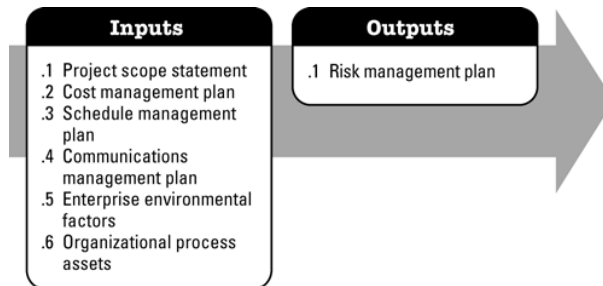 Inputs
.1 Project scope statement
.2 Cost management plan
.3 Schedule management
plan
.4 Communications
management plan
.5 Enterprise environmental
factors
.6 Organizational process
assets
Outputs
.1 Risk management plan